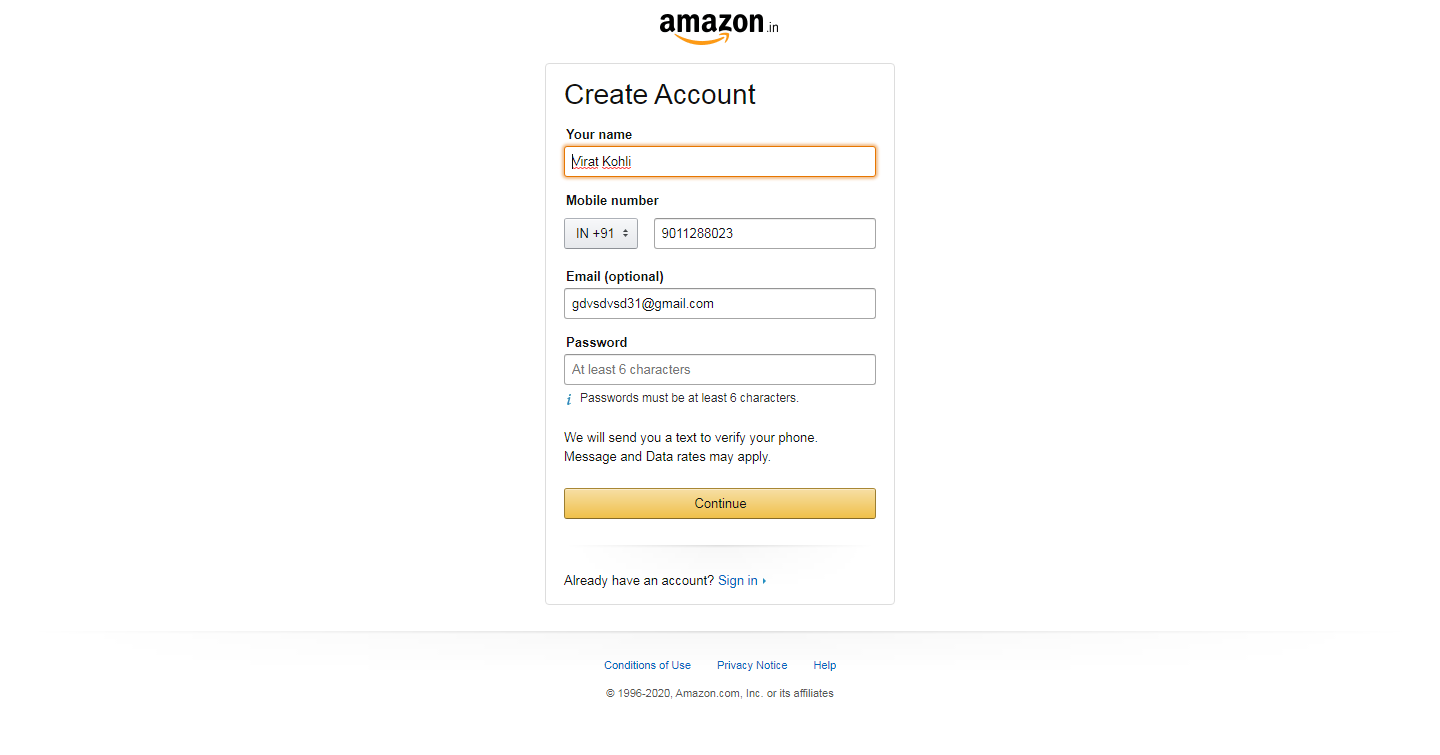 amazon.in
Create Account
Your name
Virat Kohli
Mobile number
IN +91 9011288023
Email (optional)
gdvsdvsd31@gmail.com
Password
At least 6 characters
i Passwords must be at least 6 characters.
We will send you a text to verify your phone.
Message and Data rates may apply.
Continue
Already have an account? Sign in
Conditions of Use Privacy Notice Help
© 1996-2020, Amazon.com, Inc. or its affiliates